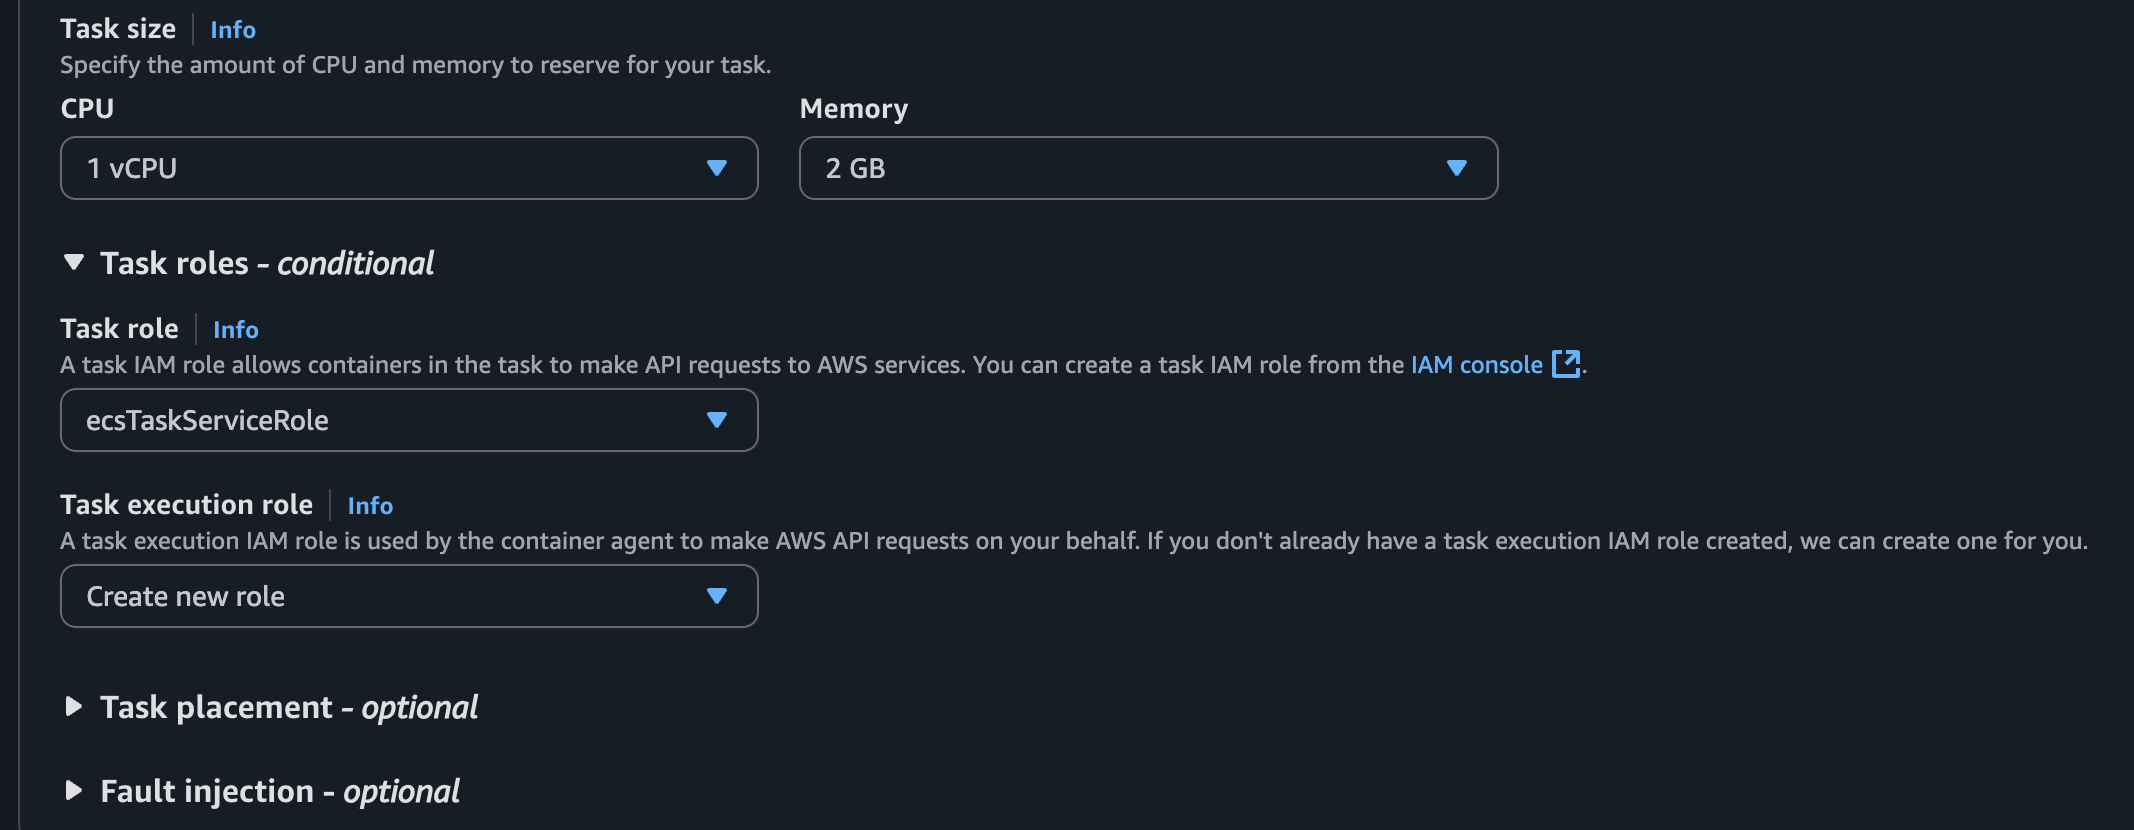 Task size Info
Specify the amount of CPU and memory to reserve for your task.
CPU Memory
1 vCPU 2 GB
Task roles - conditional
Task role Info
A task IAM role allows containers in the task to make API requests to AWS services. You can create a task IAM role from the IAM console.
ecsTaskServiceRole
Task execution role Info
A task execution IAM role is used by the container agent to make AWS API requests on your behalf. If you don't already have a task execution IAM role created, we can create one for you.
Create new role
Task placement - optional
Fault injection - optional